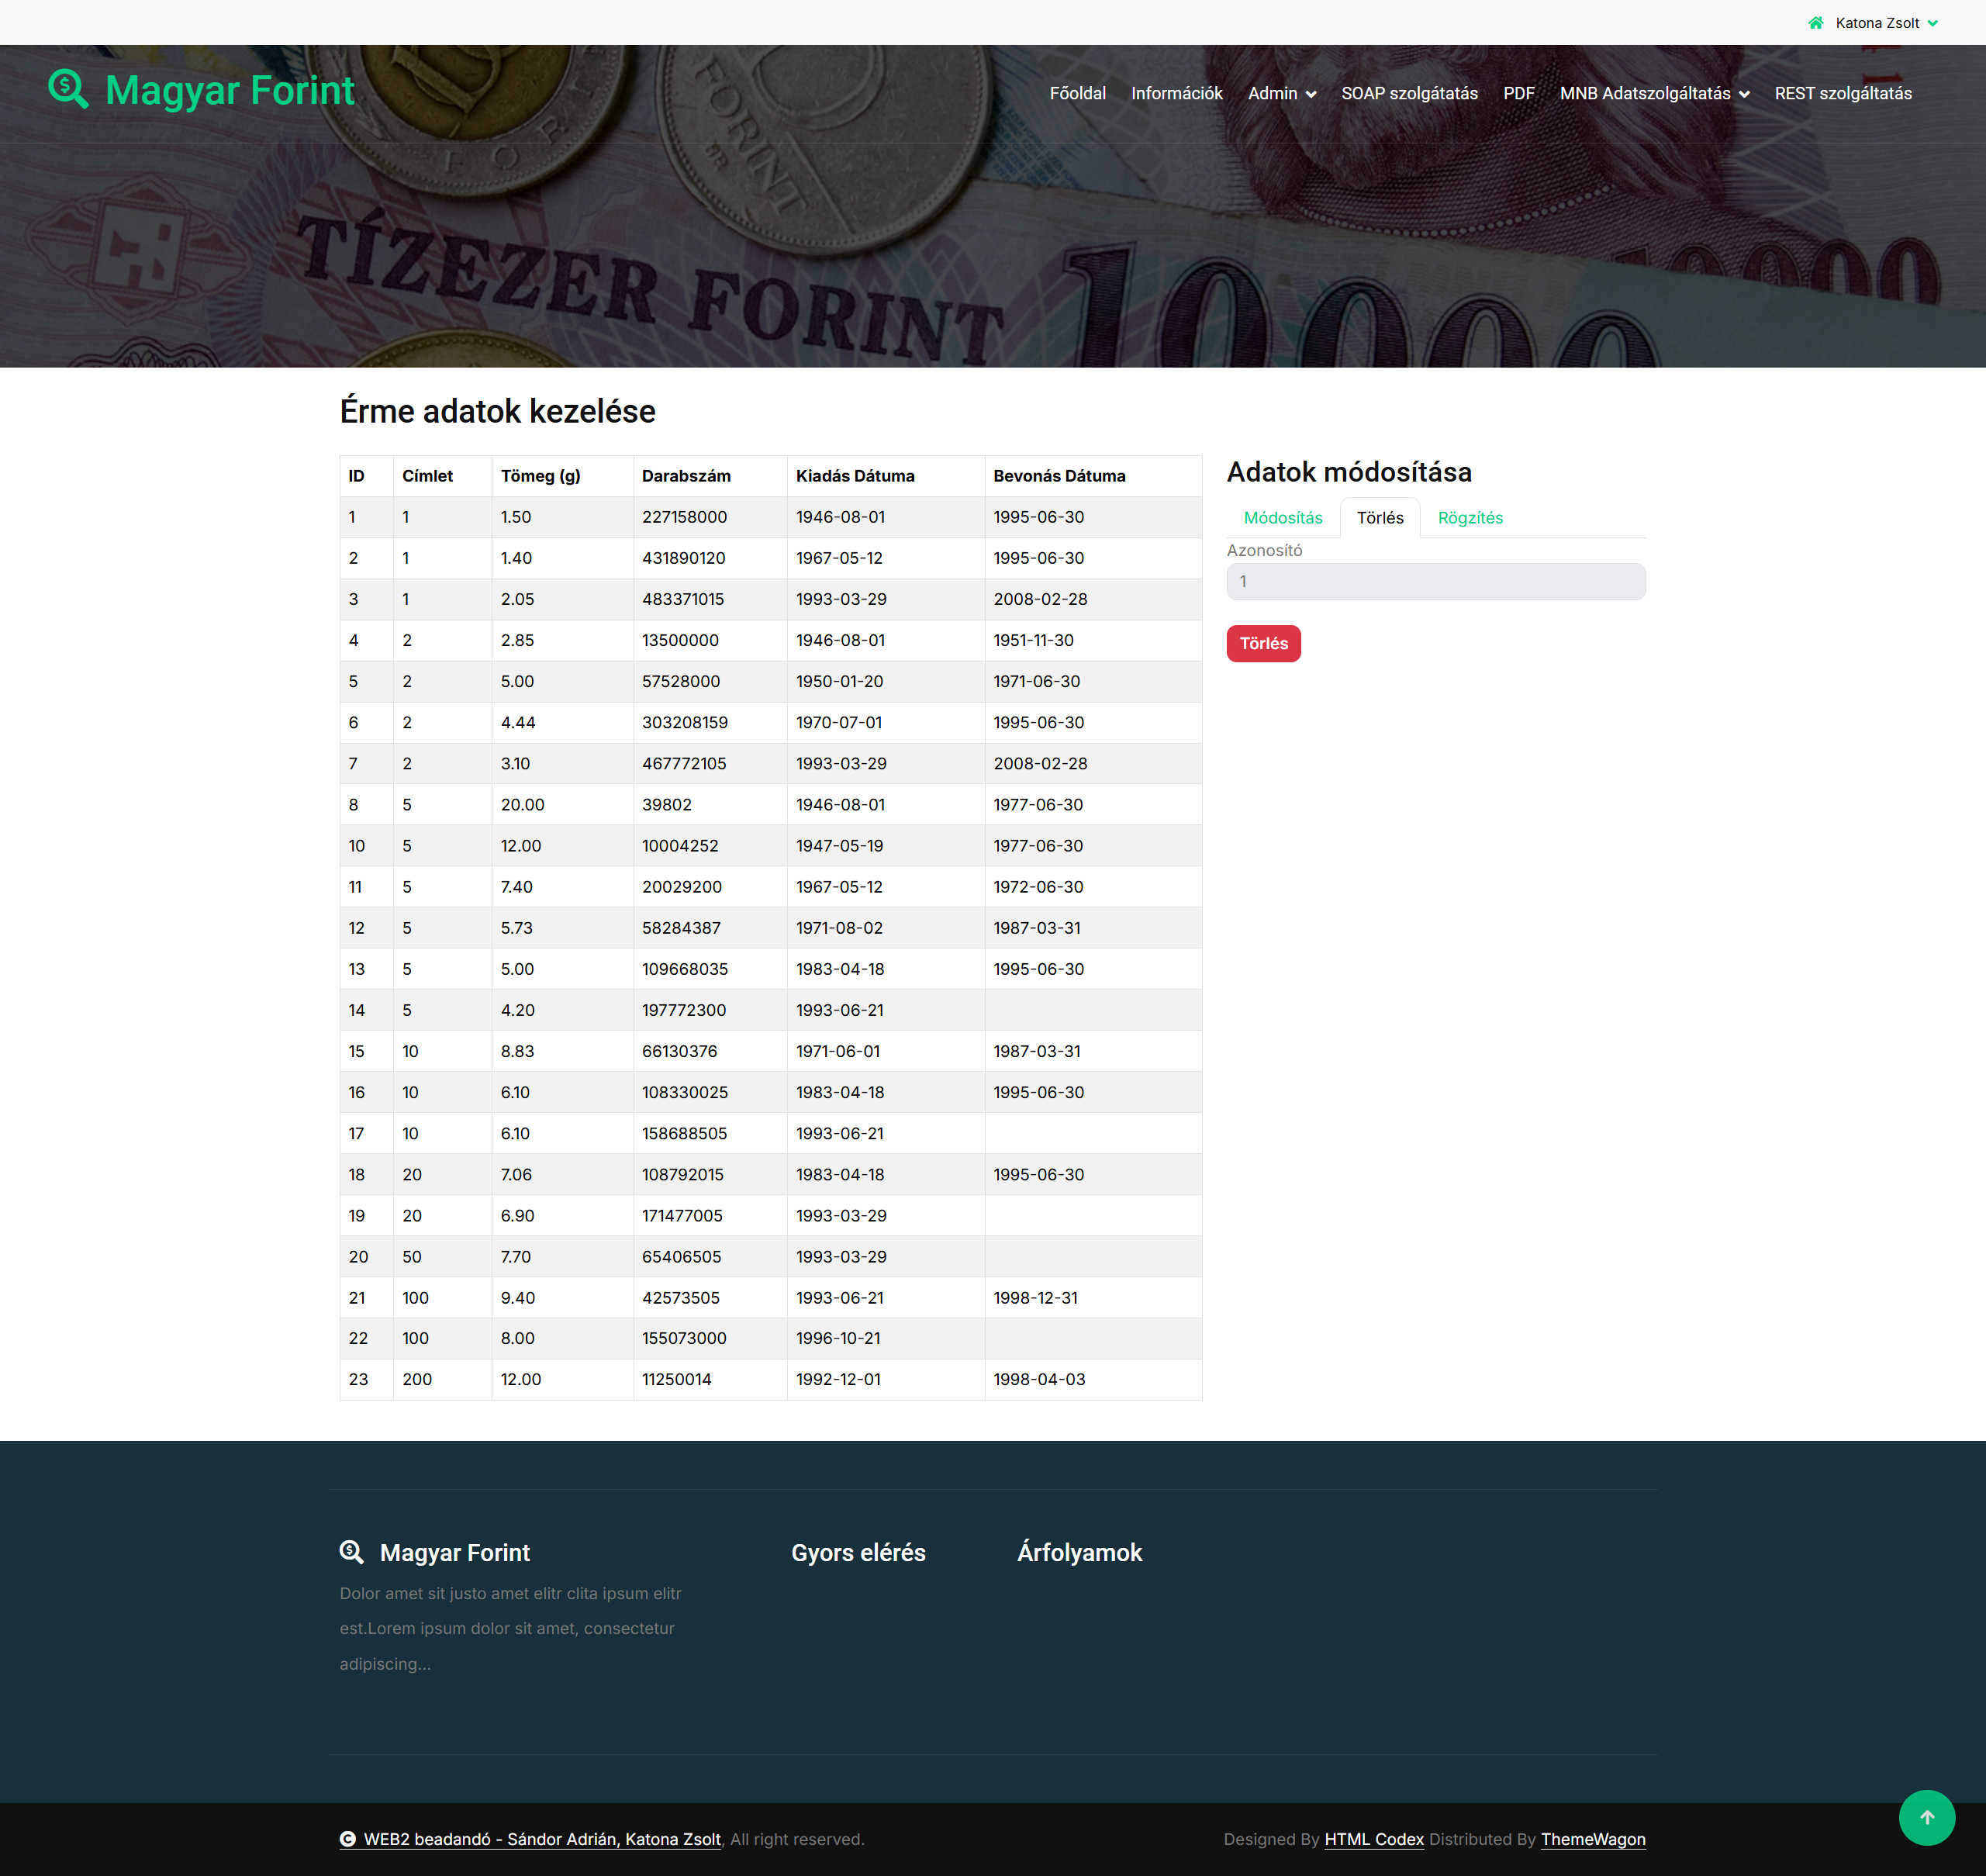 Katona Zsolt
Magyar Forint
Főoldal Információk Admin SOAP szolgátatás PDF MNB Adatszolgáltatás REST szolgáltatás
FORINT
BP.
FOR
TÍZEZER FORINT
10000
10000
Érme adatok kezelése
ID Címlet Tömeg (g) Darabszám Kiadás Dátuma Bevonás Dátuma
1 1 1.50 227158000 1946-08-01 1995-06-30
2 1 1.40 431890120 1967-05-12 1995-06-30
3 1 2.05 483371015 1993-03-29 2008-02-28
4 2 2.85 13500000 1946-08-01 1951-11-30
5 2 5.00 57528000 1950-01-20 1971-06-30
6 2 4.44 303208159 1970-07-01 1995-06-30
7 2 3.10 467772105 1993-03-29 2008-02-28
8 5 20.00 39802 1946-08-01 1977-06-30
10 5 12.00 10004252 1947-05-19 1977-06-30
11 5 7.40 20029200 1967-05-12 1972-06-30
12 5 5.73 58284387 1971-08-02 1987-03-31
13 5 5.00 109668035 1983-04-18 1995-06-30
14 5 4.20 197772300 1993-06-21
15 10 8.83 66130376 1971-06-01 1987-03-31
16 10 6.10 108330025 1983-04-18 1995-06-30
17 10 6.10 158688505 1993-06-21
18 20 7.06 108792015 1983-04-18 1995-06-30
19 20 6.90 171477005 1993-03-29
20 50 7.70 65406505 1993-03-29
21 100 9.40 42573505 1993-06-21 1998-12-31
22 100 8.00 155073000 1996-10-21
23 200 12.00 11250014 1992-12-01 1998-04-03
Adatok módosítása
Módosítás Törlés Rögzítés
Azonosító
1
Törlés
Magyar Forint
Dolor amet sit justo amet elitr clita ipsum elitr
est.Lorem ipsum dolor sit amet, consectetur
adipiscing...
Gyors elérés
Árfolyamok
WEB2 beadandó - Sándor Adrián, Katona Zsolt, All right reserved.
Designed By HTML Codex Distributed By ThemeWagon